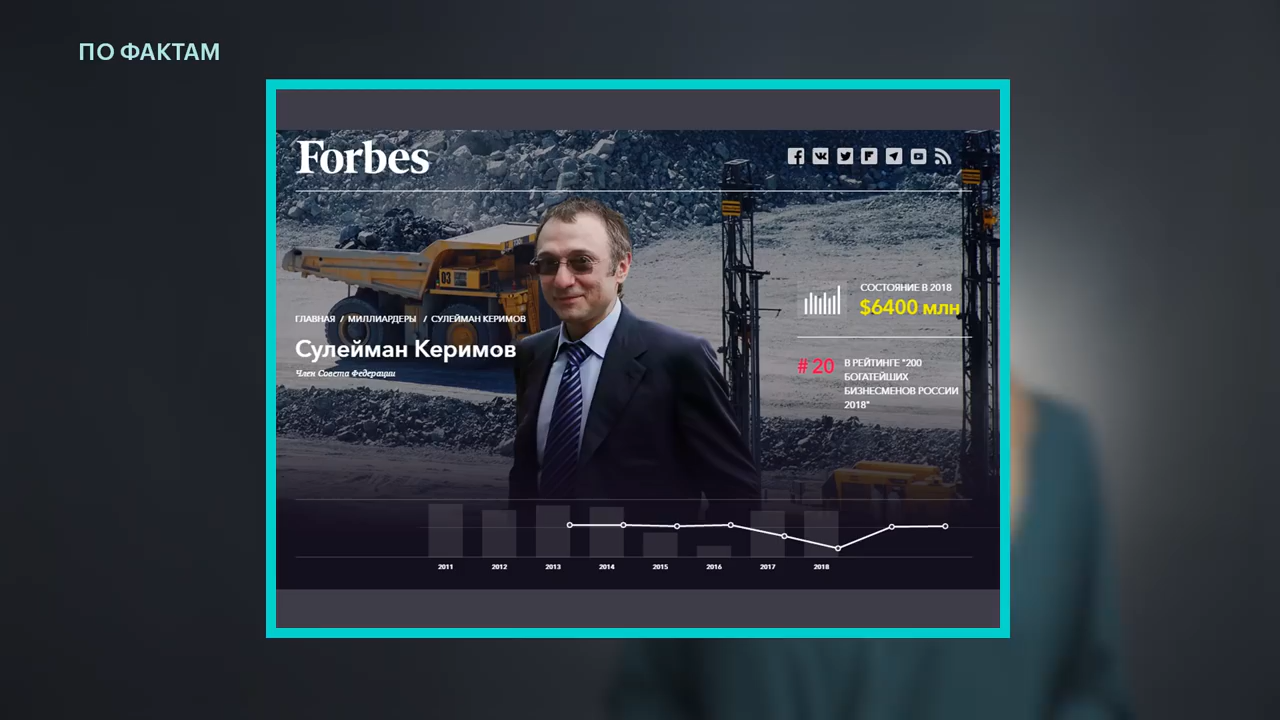 ПО ФАКТАМ
Forbes
СОСТОЯНИЕ В 2018
$6400 млн
03
ГЛАВНАЯ / МИЛЛИАРДЕРЫ / СУЛЕЙМАН КЕРИМОВ
Сулейман Керимов
Член Совета Федерации
# 20
В РЕЙТИНГЕ "200
БОГАТЕЙШИХ
БИЗНЕСМЕНОВ РОССИИ
2018"
2011 2012 2013 2014 2015 2016 2017 2018